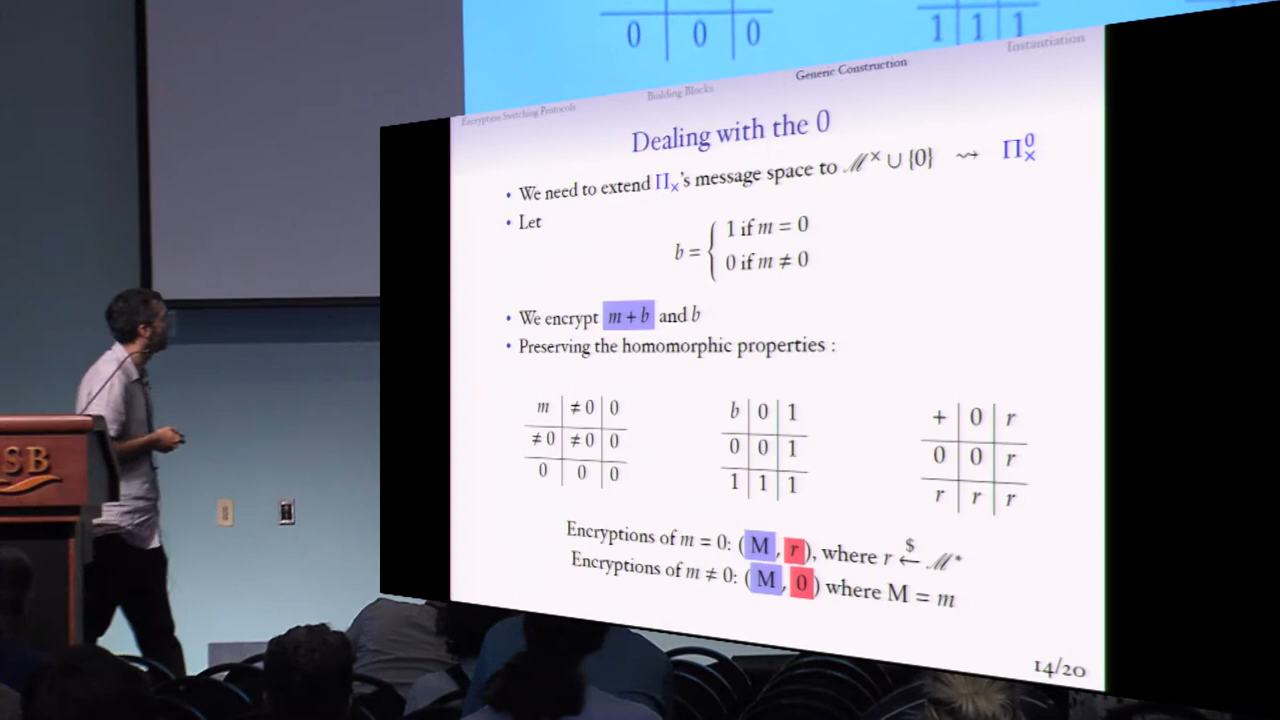 0 0 0
1 1 1
Encryption Switching Protocols Building Blocks Generic Construction Instantiation
Dealing with the 0
• We need to extend Π×'s message space to ℳ× ∪ {0} ⇝ Π×⁰
• Let
b = { 1 if m = 0
0 if m ≠ 0
• We encrypt m + b and b
• Preserving the homomorphic properties :
m ≠0 0
≠0 ≠0 0
0 0 0
b 0 1
0 0 1
1 1 1
+ 0 r
0 0 r
r r r
Encryptions of m = 0: (M, r), where r ←$ ℳ*
Encryptions of m ≠ 0: (M, 0) where M = m
14/20
SB